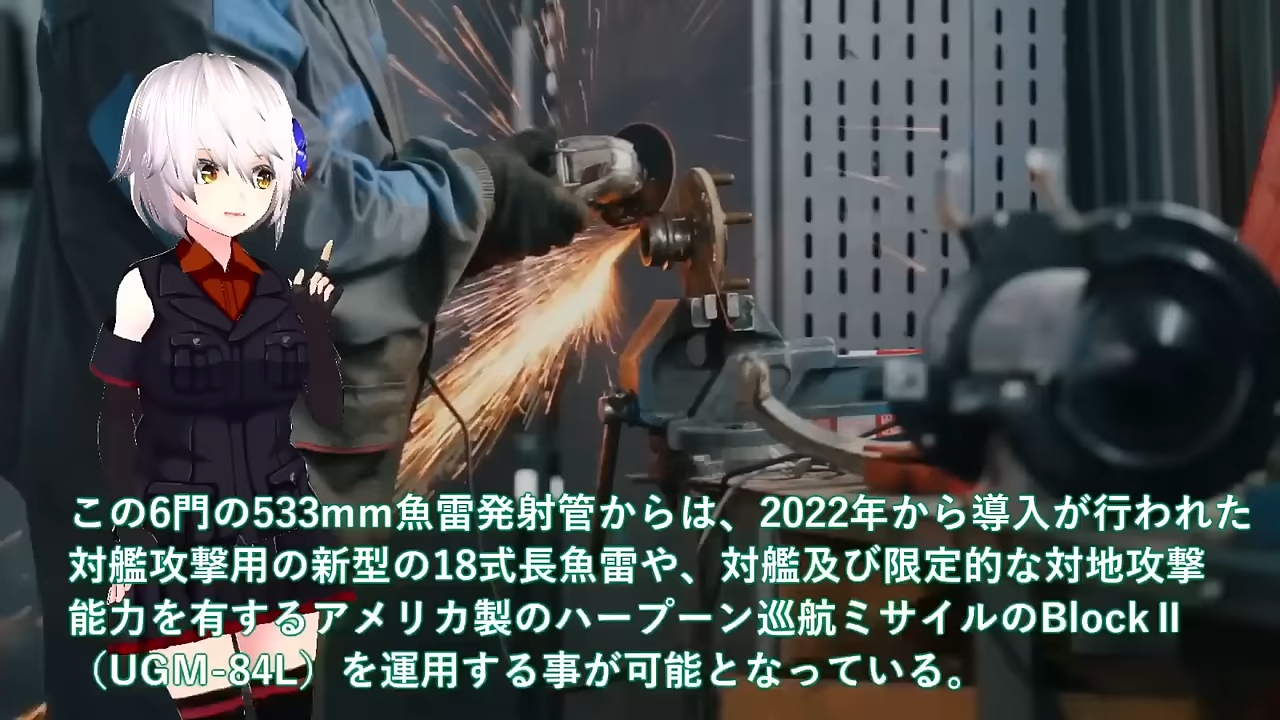 この6門の533mm魚雷発射管からは、2022年から導入が行われた
対艦攻撃用の新型の18式長魚雷や、対艦及び限定的な対地攻撃
能力を有するアメリカ製のハープーン巡航ミサイルのBlockⅡ
（UGM-84L）を運用する事が可能となっている。